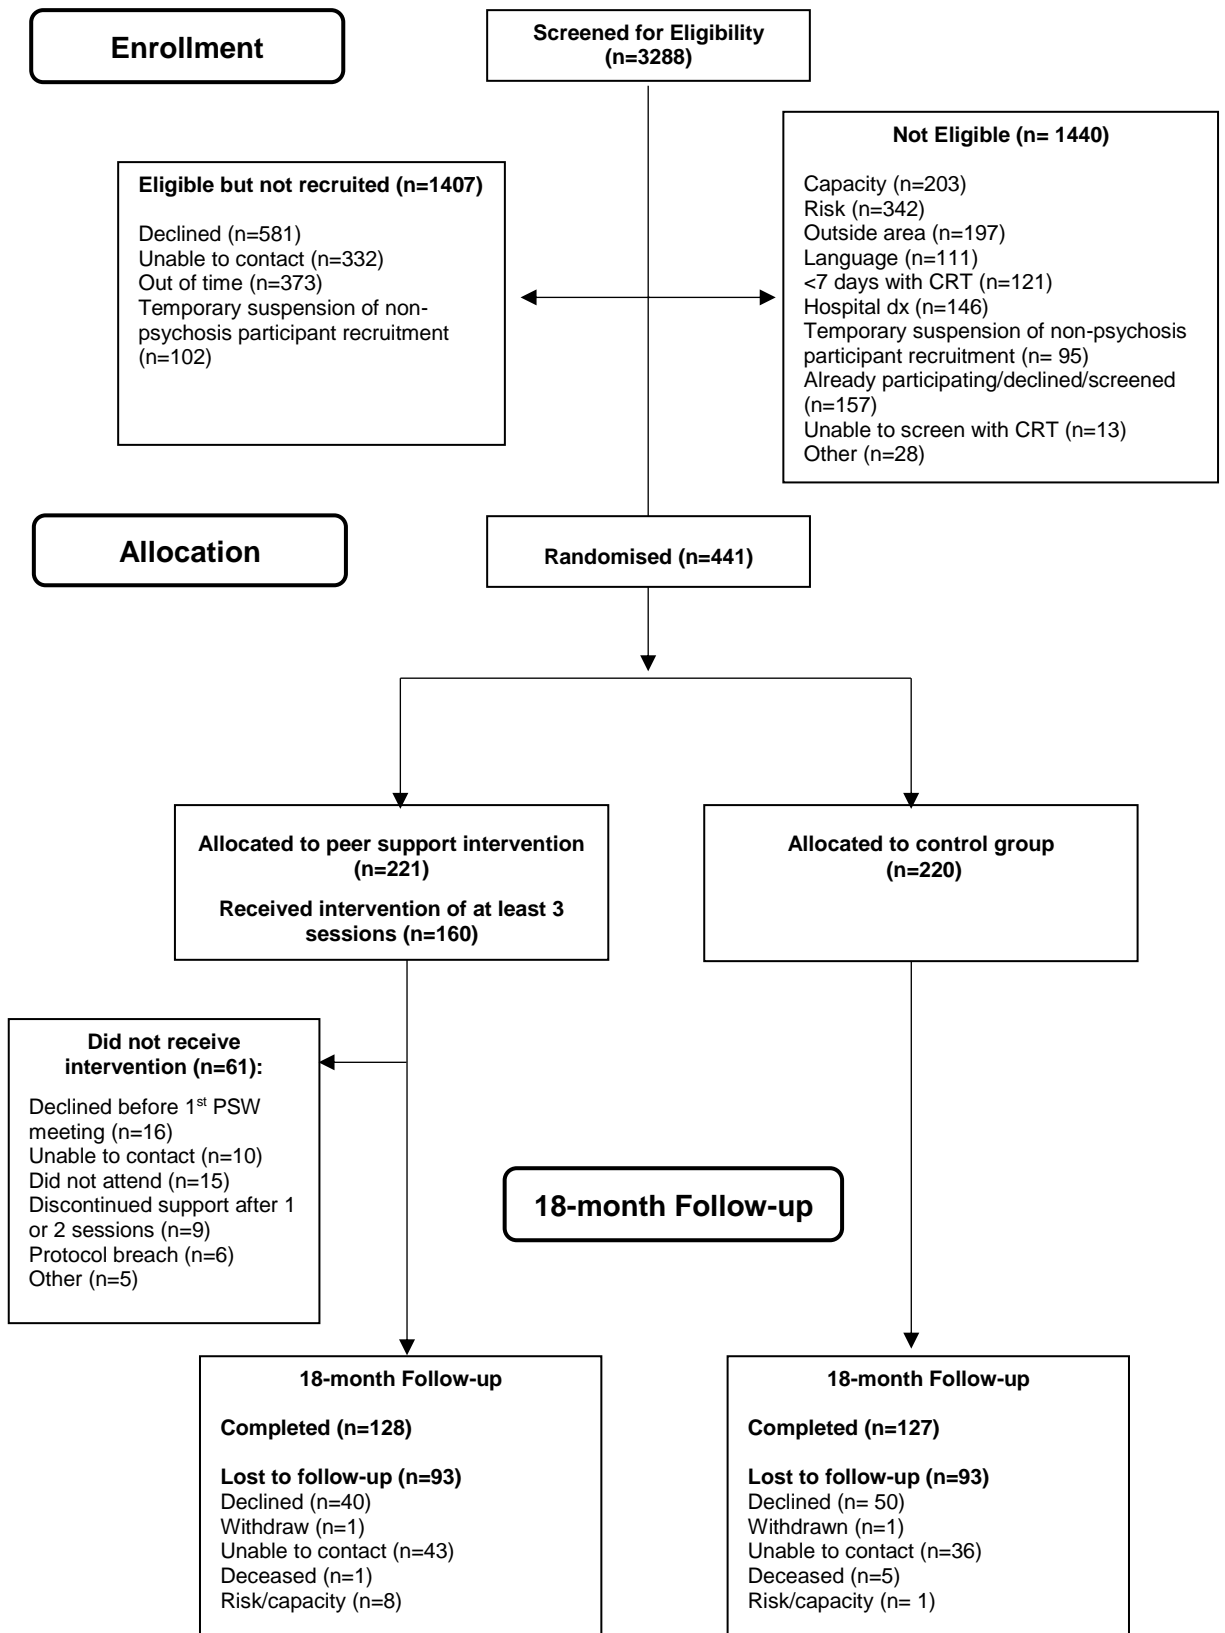 Enrollment
Screened for Eligibility
(n=3288)
Eligible but not recruited (n=1407)
Declined (n=581)
Unable to contact (n=332)
Out of time (n=373)
Temporary suspension of non-
psychosis participant recruitment
(n=102)
Not Eligible (n= 1440)
Capacity (n=203)
Risk (n=342)
Outside area (n=197)
Language (n=111)
<7 days with CRT (n=121)
Hospital dx (n=146)
Temporary suspension of non-psychosis
participant recruitment (n= 95)
Already participating/declined/screened
(n=157)
Unable to screen with CRT (n=13)
Other (n=28)
Allocation
Randomised (n=441)
Allocated to peer support intervention
(n=221)
Received intervention of at least 3
sessions (n=160)
Allocated to control group
(n=220)
Did not receive
intervention (n=61):
Declined before 1st PSW
meeting (n=16)
Unable to contact (n=10)
Did not attend (n=15)
Discontinued support after 1
or 2 sessions (n=9)
Protocol breach (n=6)
Other (n=5)
18-month Follow-up
18-month Follow-up
Completed (n=128)
Lost to follow-up (n=93)
Declined (n=40)
Withdraw (n=1)
Unable to contact (n=43)
Deceased (n=1)
Risk/capacity (n=8)
18-month Follow-up
Completed (n=127)
Lost to follow-up (n=93)
Declined (n= 50)
Withdrawn (n=1)
Unable to contact (n=36)
Deceased (n=5)
Risk/capacity (n= 1)